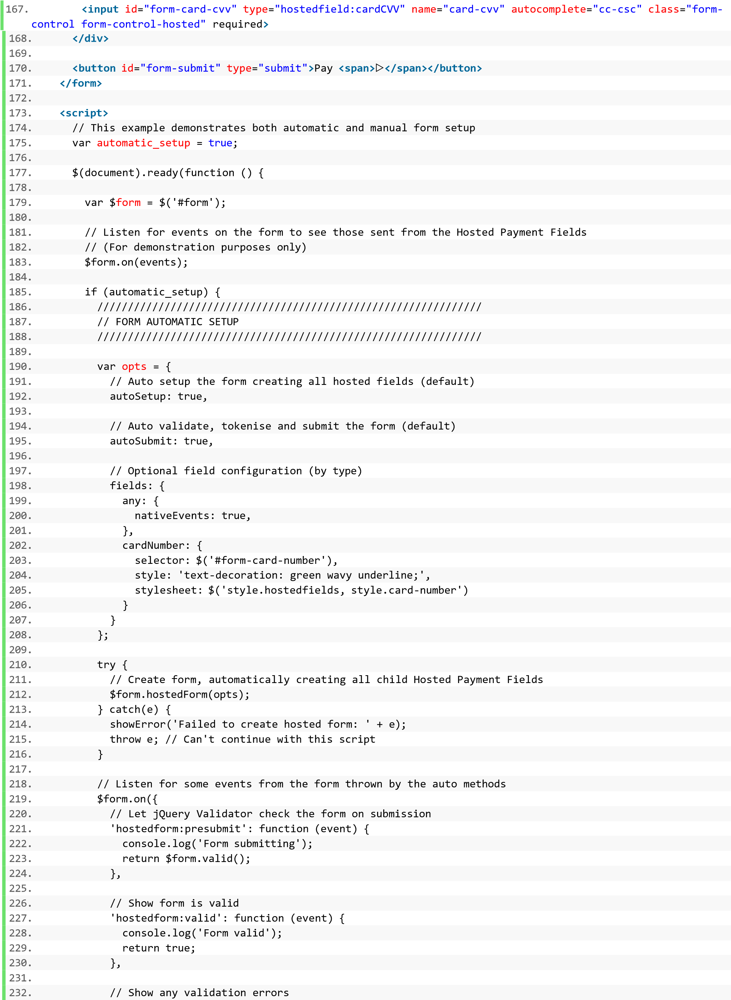 167.        <input id="form-card-cvv" type="hostedfield:cardCVV" name="card-cvv" autocomplete="cc-csc" class="form-
control form-control-hosted" required>
168.      </div>
169.
170.      <button id="form-submit" type="submit">Pay <span>▷</span></button>
171.    </form>
172.
173.    <script>
174.      // This example demonstrates both automatic and manual form setup
175.      var automatic_setup = true;
176.
177.      $(document).ready(function () {
178.
179.        var $form = $('#form');
180.
181.        // Listen for events on the form to see those sent from the Hosted Payment Fields
182.        // (For demonstration purposes only)
183.        $form.on(events);
184.
185.        if (automatic_setup) {
186.          ///////////////////////////////////////////////////////////////
187.          // FORM AUTOMATIC SETUP
188.          ///////////////////////////////////////////////////////////////
189.
190.          var opts = {
191.            // Auto setup the form creating all hosted fields (default)
192.            autoSetup: true,
193.
194.            // Auto validate, tokenise and submit the form (default)
195.            autoSubmit: true,
196.
197.            // Optional field configuration (by type)
198.            fields: {
199.              any: {
200.                nativeEvents: true,
201.              },
202.              cardNumber: {
203.                selector: $('#form-card-number'),
204.                style: 'text-decoration: green wavy underline;',
205.                stylesheet: $('style.hostedfields, style.card-number')
206.              }
207.            }
208.          };
209.
210.          try {
211.            // Create form, automatically creating all child Hosted Payment Fields
212.            $form.hostedForm(opts);
213.          } catch(e) {
214.            showError('Failed to create hosted form: ' + e);
215.            throw e; // Can't continue with this script
216.          }
217.
218.          // Listen for some events from the form thrown by the auto methods
219.          $form.on({
220.            // Let jQuery Validator check the form on submission
221.            'hostedform:presubmit': function (event) {
222.              console.log('Form submitting');
223.              return $form.valid();
224.            },
225.
226.            // Show form is valid
227.            'hostedform:valid': function (event) {
228.              console.log('Form valid');
229.              return true;
230.            },
231.
232.            // Show any validation errors